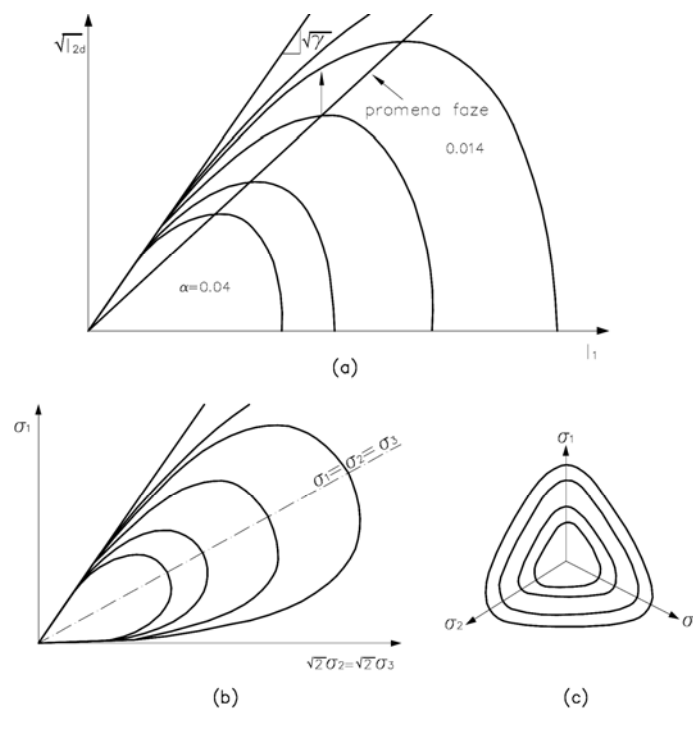 √I₂d
√γ
promena faze
0.014
α=0.04
I₁
(a)
σ₁
σ₁=σ₂=σ₃
√2σ₂=√2σ₃
(b)
σ₁
σ₂
σ
(c)